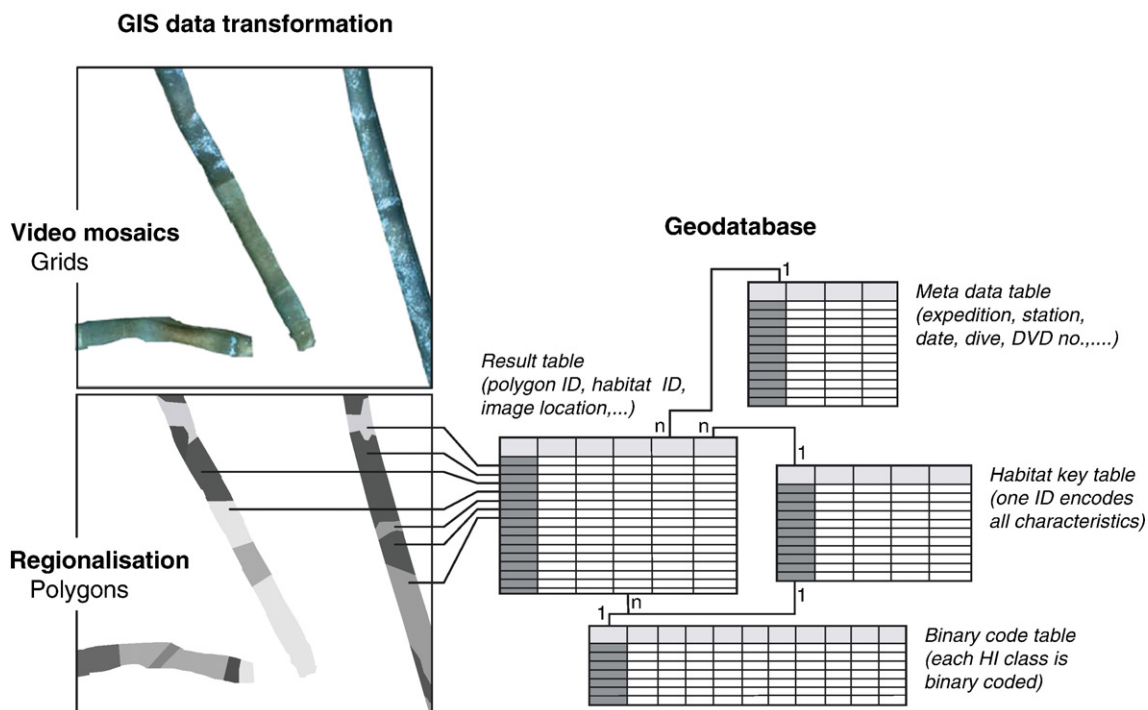 GIS data transformation
Video mosaics
Grids
Geodatabase
1
Meta data table
(expedition, station,
date, dive, DVD no.,....)
Result table
(polygon ID, habitat ID,
image location,...)
n
n
1
Habitat key table
(one ID encodes
all characteristics)
Regionalisation
Polygons
1
n
1
Binary code table
(each HI class is
binary coded)